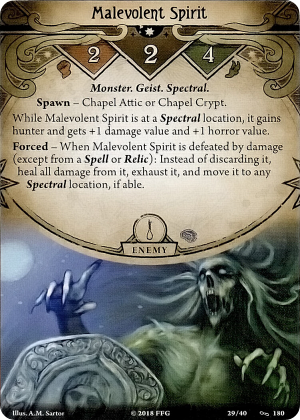 Malevolent Spirit
2 2 4
Monster. Geist. Spectral.
Spawn – Chapel Attic or Chapel Crypt.
While Malevolent Spirit is at a Spectral location, it gains
hunter and gets +1 damage value and +1 horror value.
Forced – When Malevolent Spirit is defeated by damage
(except from a Spell or Relic): Instead of discarding it,
heal all damage from it, exhaust it, and move it to any
Spectral location, if able.
ENEMY
Illus. A.M. Sartor
© 2018 FFG
29/40
180